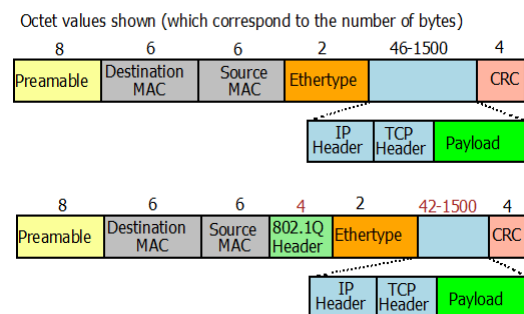 Octet values shown (which correspond to the number of bytes)
8 6 6 2 46-1500 4
Preamable Destination MAC Source MAC Ethertype CRC
IP Header TCP Header Payload
8 6 6 4 2 42-1500 4
Preamable Destination MAC Source MAC 802.1Q Header Ethertype CRC
IP Header TCP Header Payload